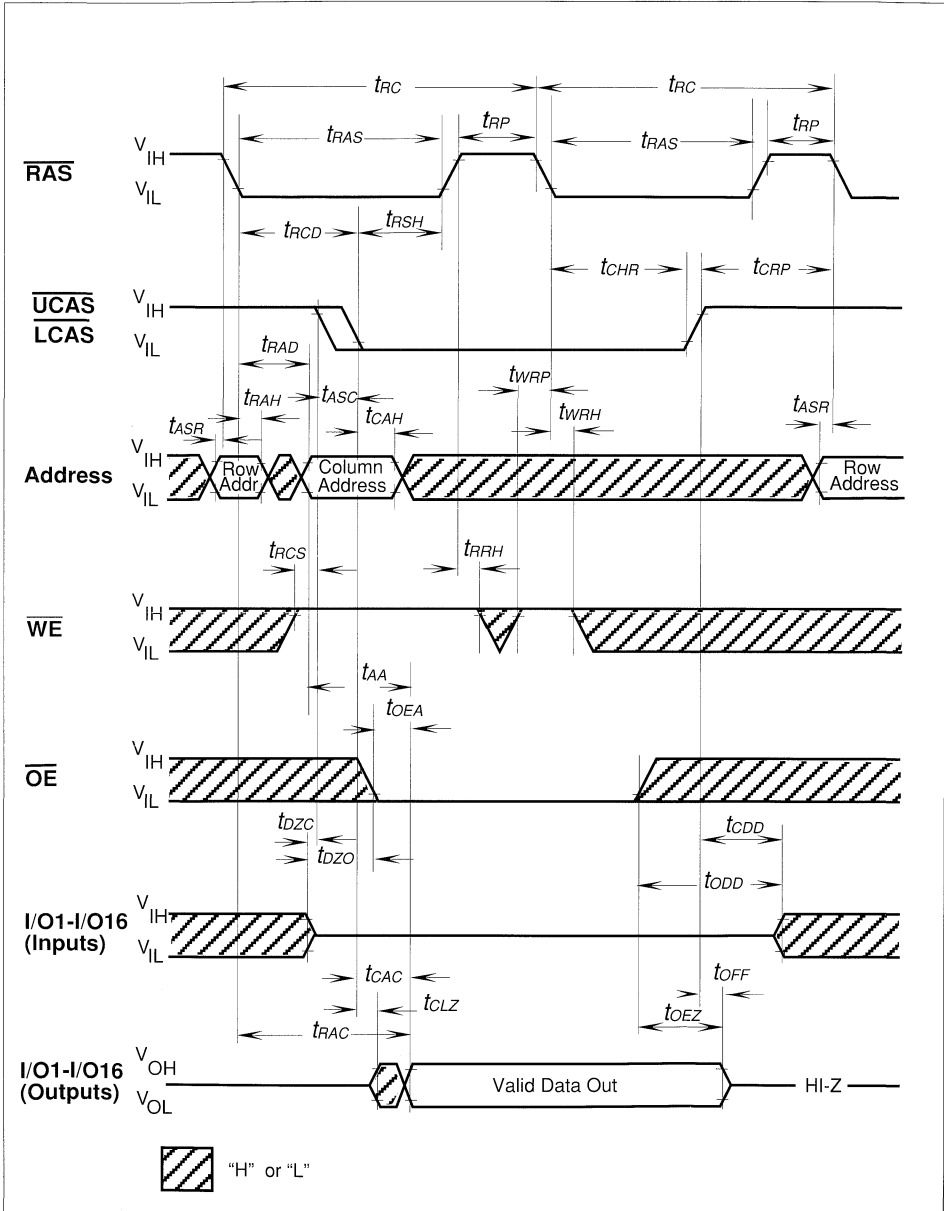 tRC tRC
tRAS tRP tRAS tRP
RAS VIH
VIL
tRCD tRSH
tCHR tCRP
UCAS VIH
LCAS VIL
tRAD
tRAH tASC tWRP
tASR tCAH tWRH tASR
Address VIH Row Addr. Column Address Row Address
VIL
tRCS tRRH
WE VIH
VIL
tAA
tOEA
OE VIH
VIL
tDZC tCDD
tDZO tODD
I/O1-I/O16 VIH
(Inputs) VIL
tCAC tOFF
tCLZ tOEZ
tRAC
I/O1-I/O16 VOH
(Outputs) VOL Valid Data Out HI-Z
“H” or “L”